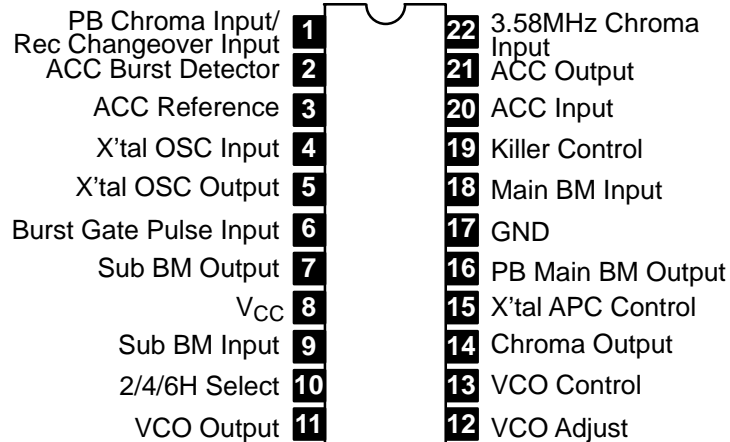 PB Chroma Input/
Rec Changeover Input
1
ACC Burst Detector 2
ACC Reference 3
X'tal OSC Input 4
X'tal OSC Output 5
Burst Gate Pulse Input 6
Sub BM Output 7
VCC 8
Sub BM Input 9
2/4/6H Select 10
VCO Output 11
22 3.58MHz Chroma
Input
21 ACC Output
20 ACC Input
19 Killer Control
18 Main BM Input
17 GND
16 PB Main BM Output
15 X'tal APC Control
14 Chroma Output
13 VCO Control
12 VCO Adjust